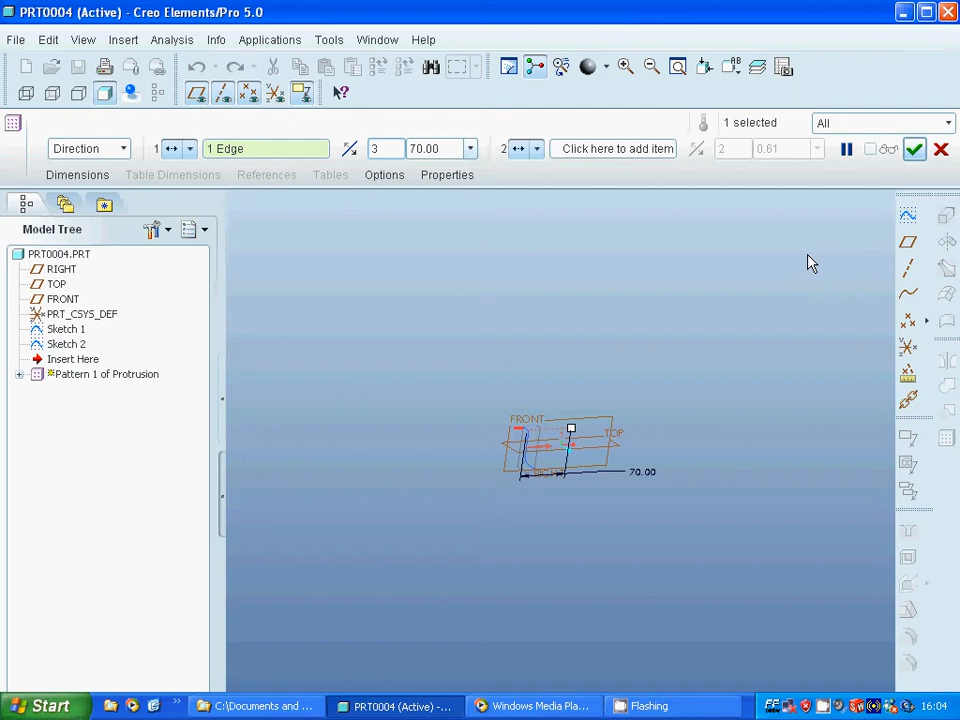 PRT0004 (Active) - Creo Elements/Pro 5.0
File Edit View Insert Analysis Info Applications Tools Window Help
1 selected All
Direction 1 1 Edge 3 70.00 2 Click here to add item 2 0.61
Dimensions Table Dimensions References Tables Options Properties
Model Tree
PRT0004.PRT
RIGHT
TOP
FRONT
PRT_CSYS_DEF
Sketch 1
Sketch 2
Insert Here
Pattern 1 of Protrusion
FRONT
TOP
70.00
Start C:\Documents and ... PRT0004 (Active) -... Windows Media Pla... Flashing 16:04